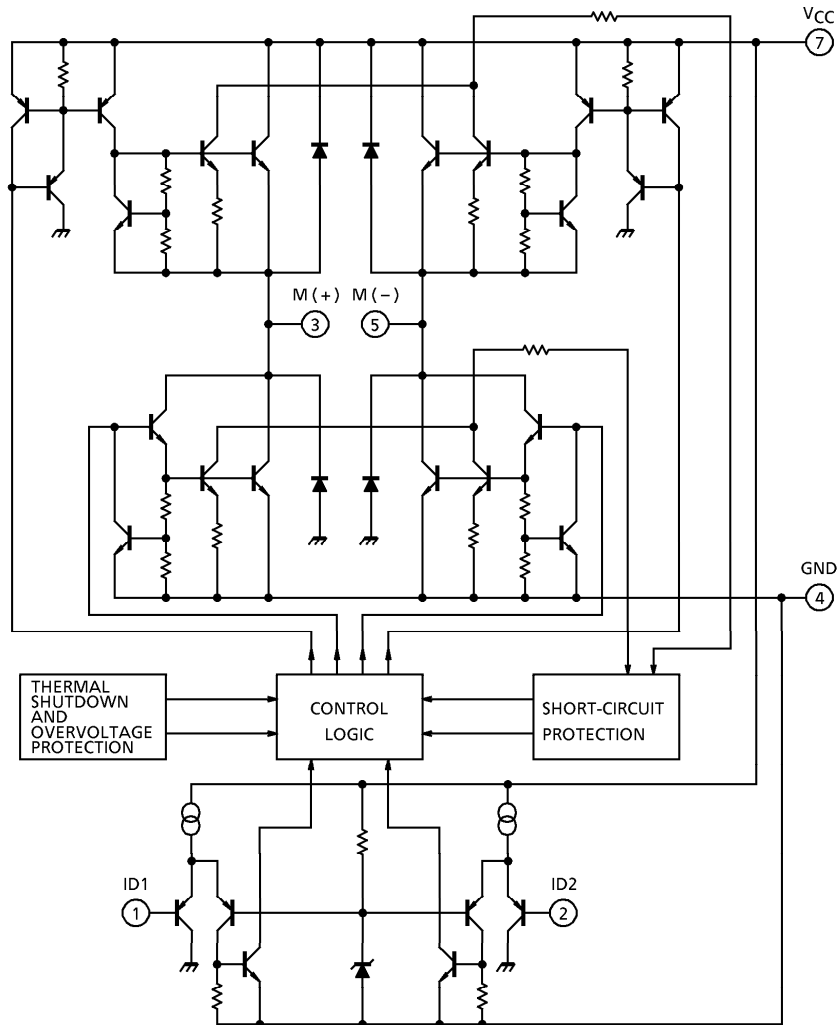 VCC
7
M(+) M(−)
3
5
GND
4
THERMAL
SHUTDOWN
AND
OVERVOLTAGE
PROTECTION
CONTROL
LOGIC
SHORT-CIRCUIT
PROTECTION
ID1
1
ID2
2